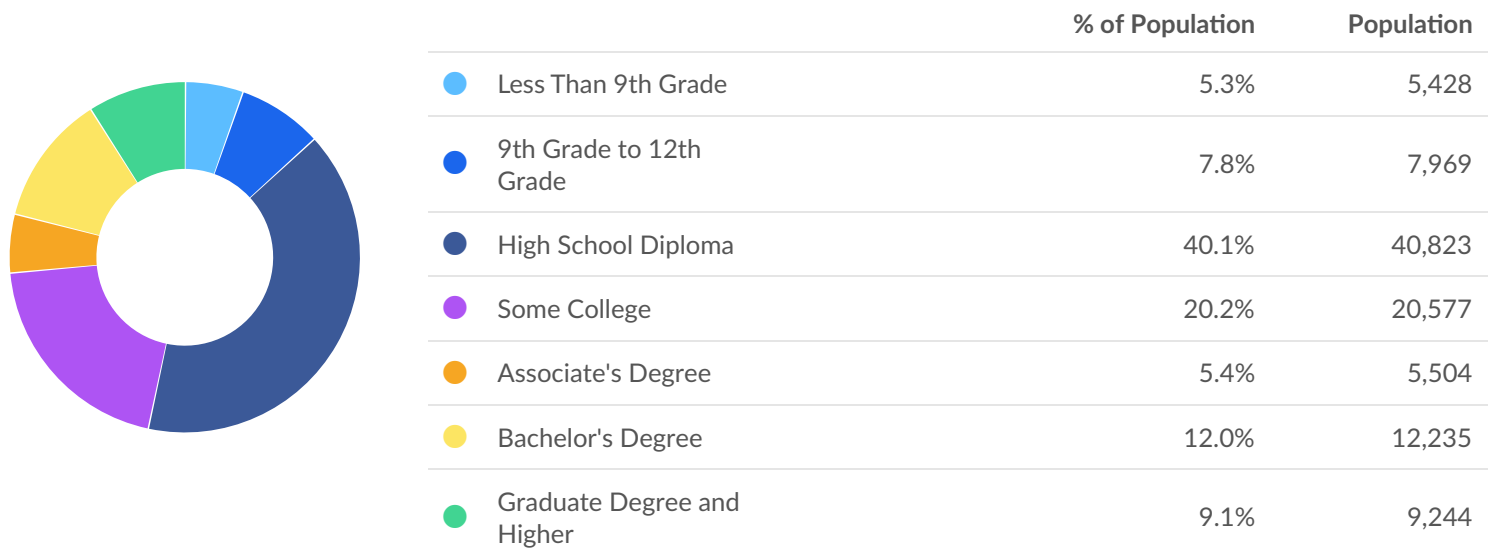 % of Population Population
Less Than 9th Grade 5.3% 5,428
9th Grade to 12th
Grade 7.8% 7,969
High School Diploma 40.1% 40,823
Some College 20.2% 20,577
Associate's Degree 5.4% 5,504
Bachelor's Degree 12.0% 12,235
Graduate Degree and
Higher 9.1% 9,244